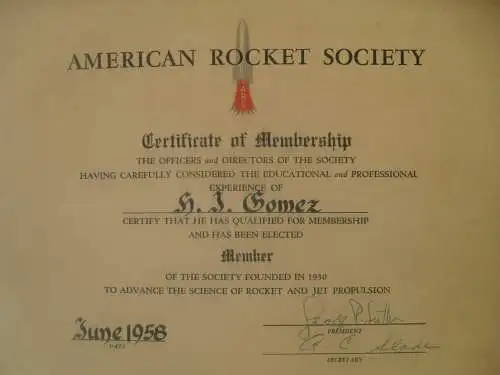 AMERICAN ROCKET SOCIETY
ARS
Certificate of Membership
THE OFFICERS and DIRECTORS OF THE SOCIETY
HAVING CAREFULLY CONSIDERED THE EDUCATIONAL and PROFESSIONAL
EXPERIENCE OF
H. J. Gomez
CERTIFY THAT HE HAS QUALIFIED FOR MEMBERSHIP
AND HAS BEEN ELECTED
Member
OF THE SOCIETY FOUNDED IN 1930
TO ADVANCE THE SCIENCE OF ROCKET AND JET PROPULSION
June 1958
DATE
PRESIDENT
SECRETARY